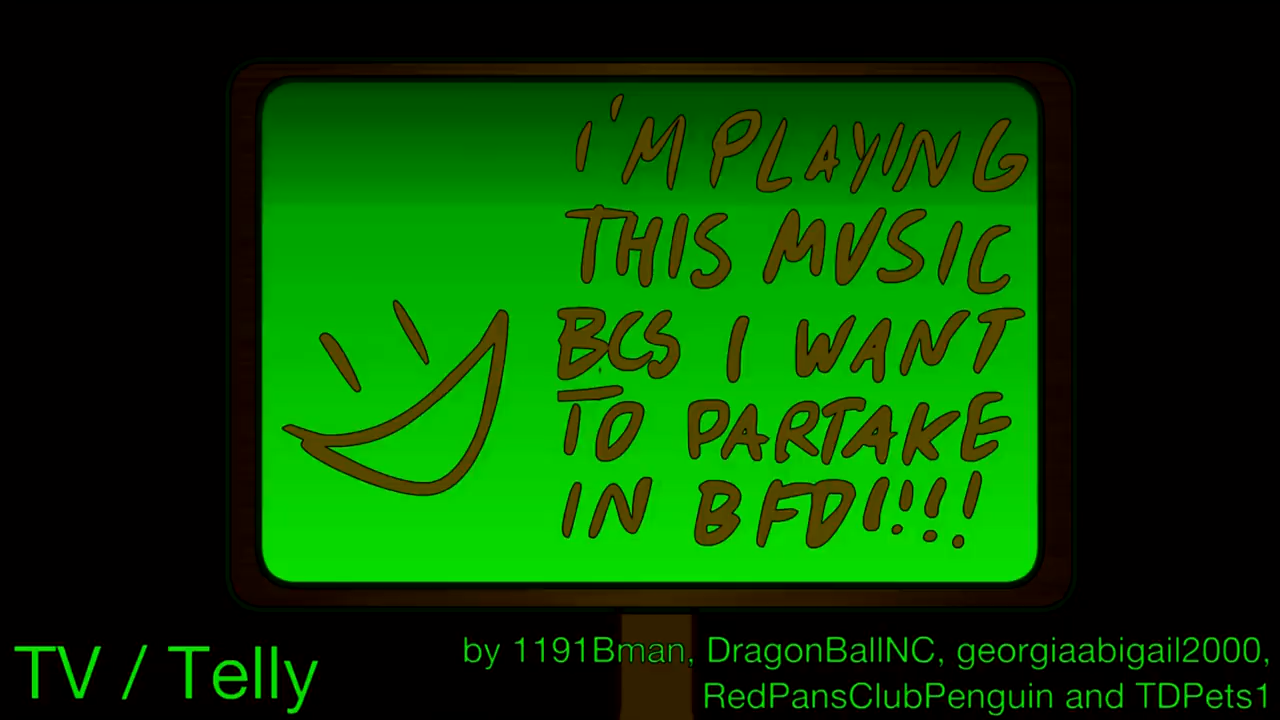 I'M PLAYING
THIS MUSIC
BCS I WANT
TO PARTAKE
IN BFDI!!!
TV / Telly
by 1191Bman, DragonBallNC, georgiaabigail2000,
RedPansClubPenguin and TDPets1